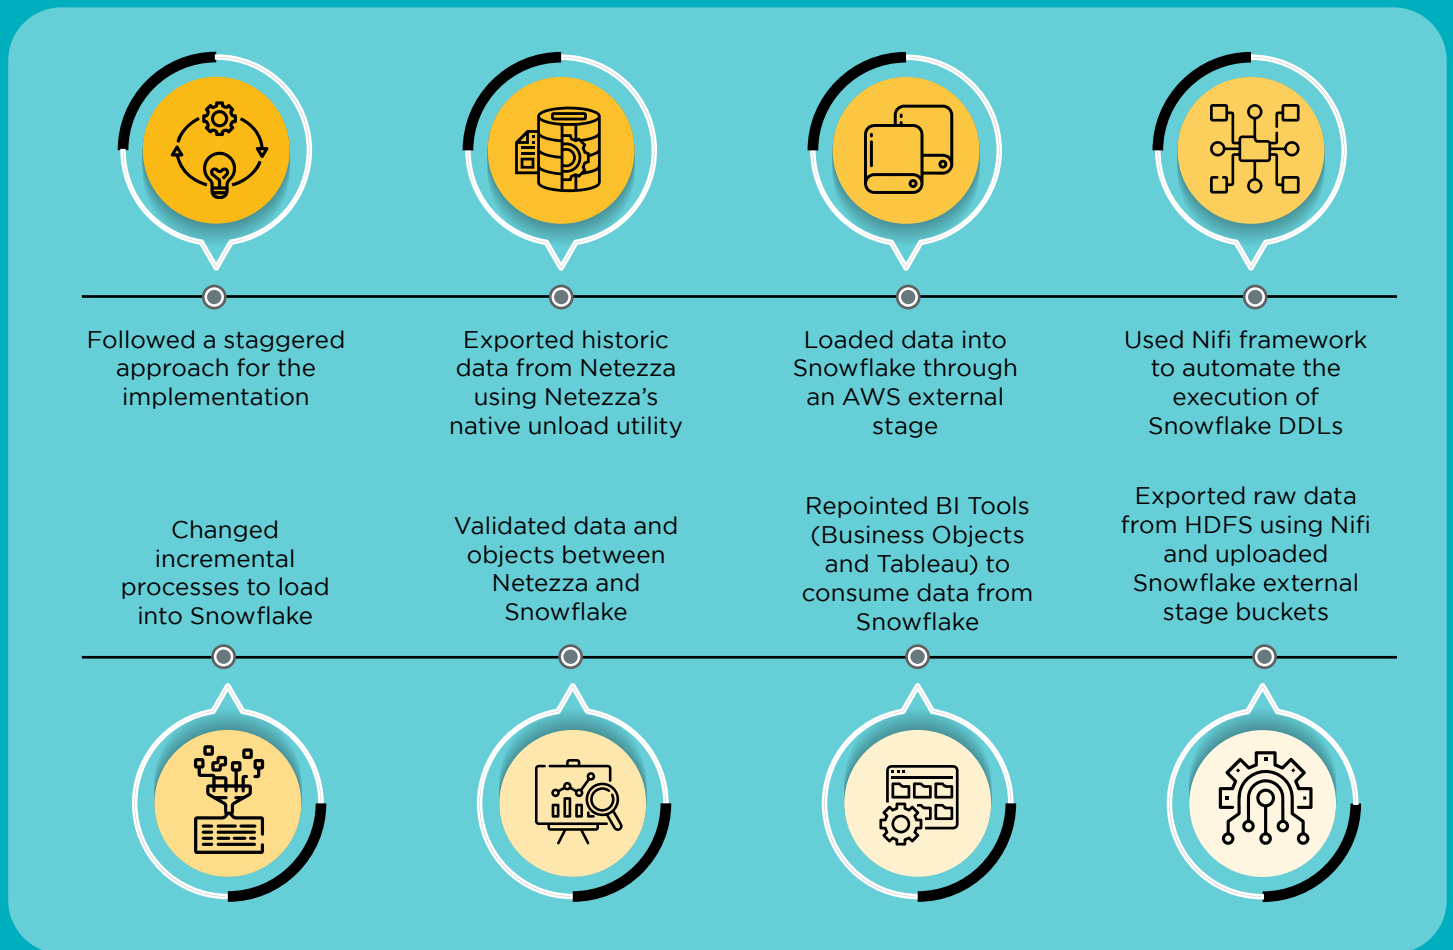 Followed a staggered
approach for the
implementation
Exported historic
data from Netezza
using Netezza’s
native unload utility
Loaded data into
Snowflake through
an AWS external
stage
Used Nifi framework
to automate the
execution of
Snowflake DDLs
Changed
incremental
processes to load
into Snowflake
Validated data and
objects between
Netezza and
Snowflake
Repointed BI Tools
(Business Objects
and Tableau) to
consume data from
Snowflake
Exported raw data
from HDFS using Nifi
and uploaded
Snowflake external
stage buckets